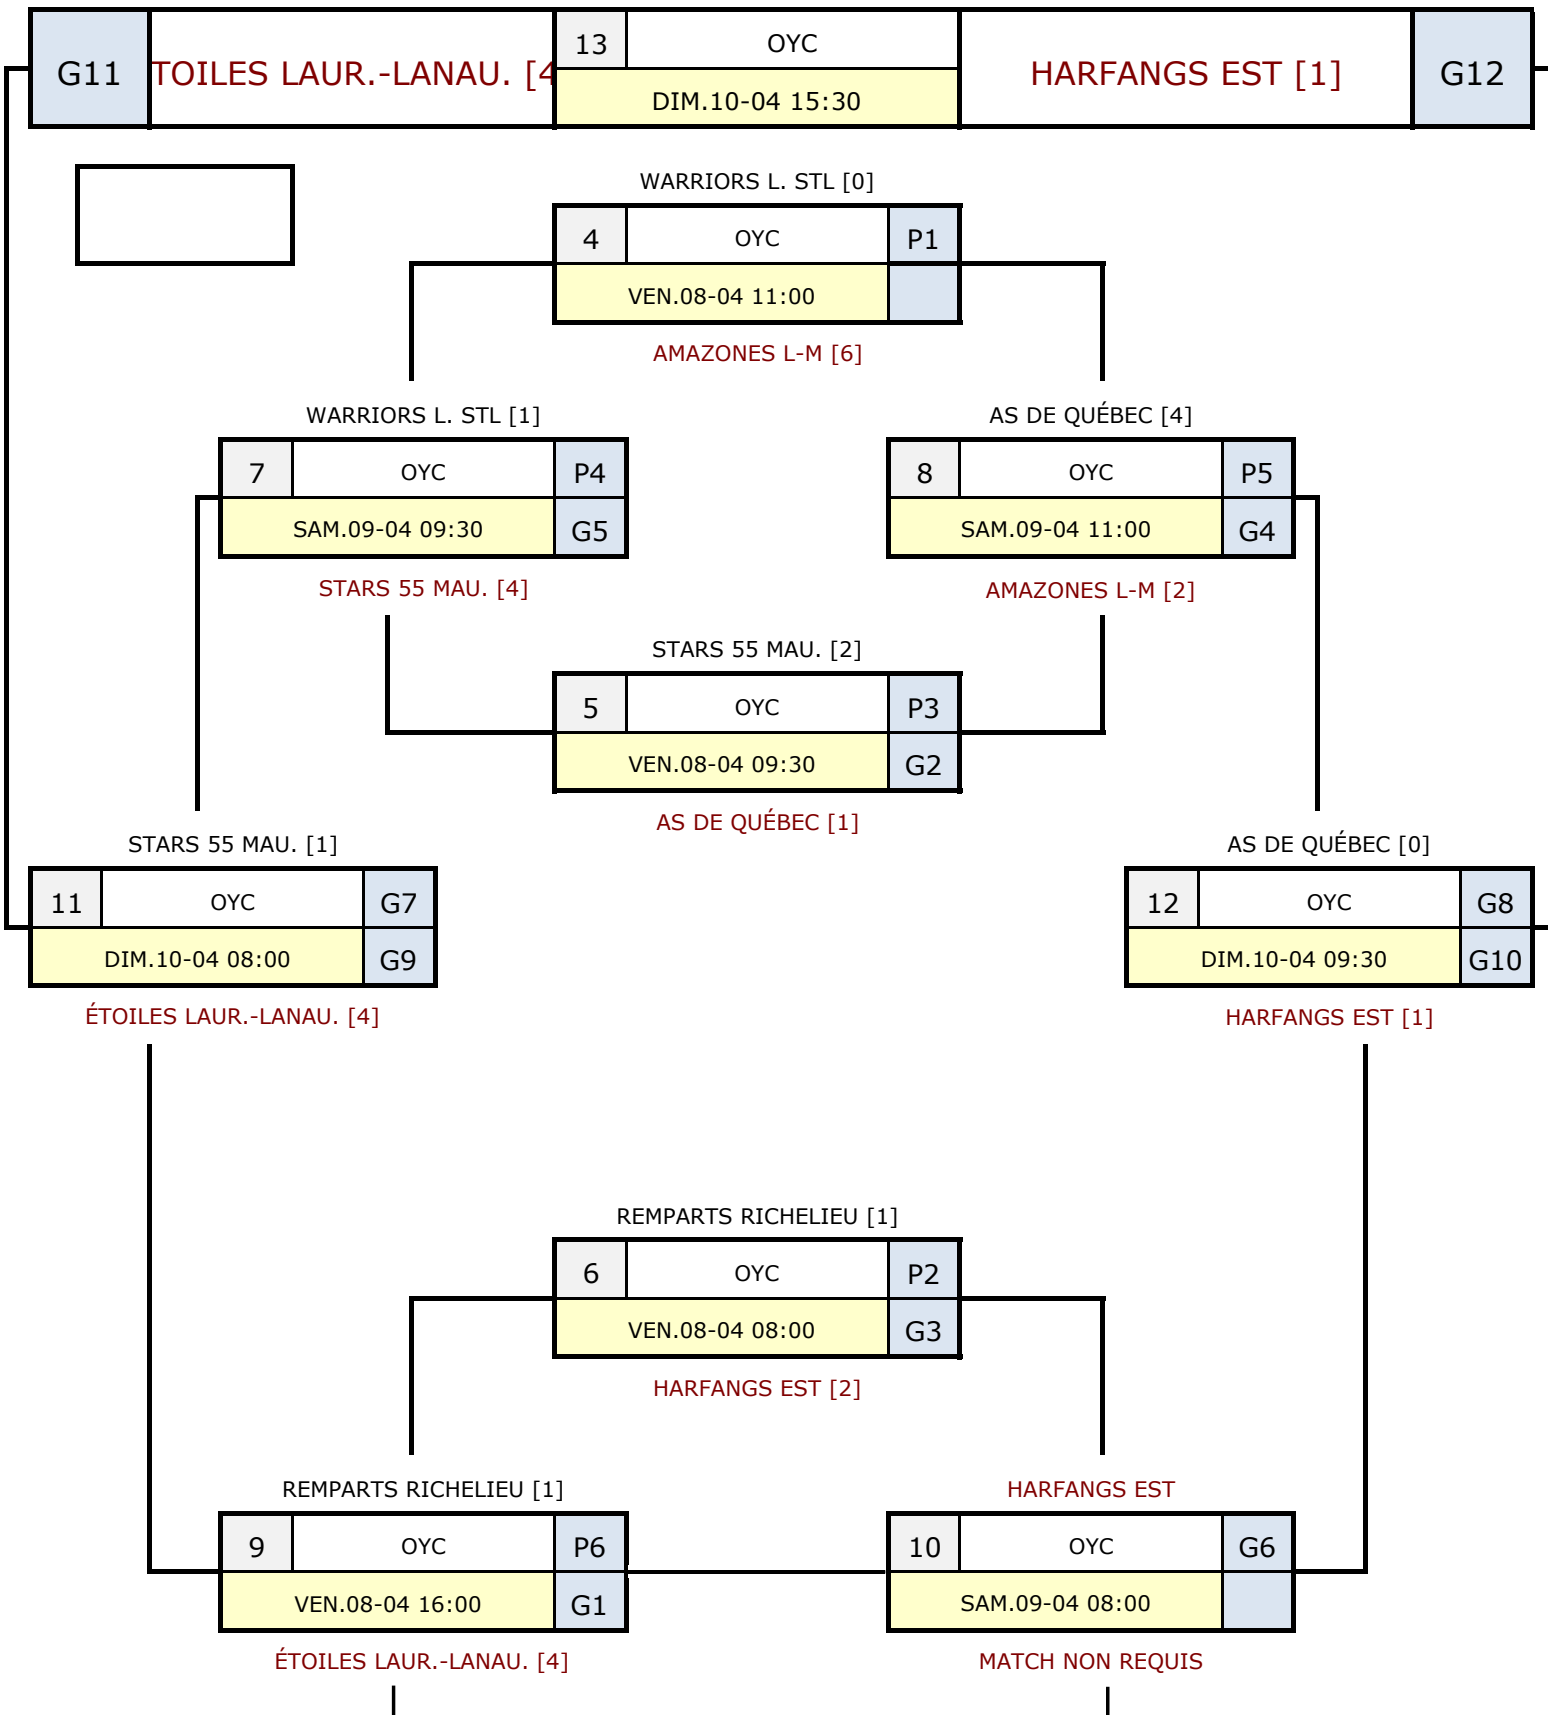 G11 TOILES LAUR.-LANAU. [4 13 OYC HARFANGS EST [1] G12
DIM.10-04 15:30
WARRIORS L. STL [0]
4 OYC P1
VEN.08-04 11:00
AMAZONES L-M [6]
WARRIORS L. STL [1]
7 OYC P4
SAM.09-04 09:30 G5
STARS 55 MAU. [4]
AS DE QUÉBEC [4]
8 OYC P5
SAM.09-04 11:00 G4
AMAZONES L-M [2]
STARS 55 MAU. [2]
5 OYC P3
VEN.08-04 09:30 G2
AS DE QUÉBEC [1]
STARS 55 MAU. [1]
11 OYC G7
DIM.10-04 08:00 G9
ÉTOILES LAUR.-LANAU. [4]
AS DE QUÉBEC [0]
12 OYC G8
DIM.10-04 09:30 G10
HARFANGS EST [1]
REMPARTS RICHELIEU [1]
6 OYC P2
VEN.08-04 08:00 G3
HARFANGS EST [2]
REMPARTS RICHELIEU [1]
9 OYC P6
VEN.08-04 16:00 G1
ÉTOILES LAUR.-LANAU. [4]
HARFANGS EST
10 OYC G6
SAM.09-04 08:00
MATCH NON REQUIS